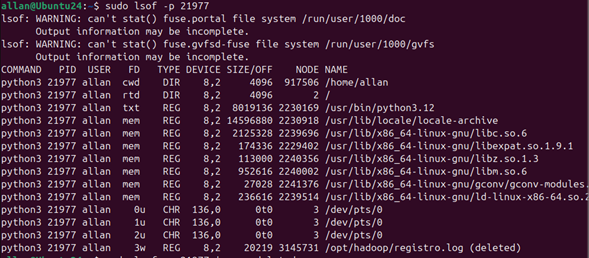 allan@Ubuntu24:~$ sudo lsof -p 21977
lsof: WARNING: can't stat() fuse.portal file system /run/user/1000/doc
      Output information may be incomplete.
lsof: WARNING: can't stat() fuse.gvfsd-fuse file system /run/user/1000/gvfs
      Output information may be incomplete.
COMMAND   PID  USER   FD   TYPE DEVICE SIZE/OFF    NODE NAME
python3 21977 allan  cwd    DIR    8,2     4096  917506 /home/allan
python3 21977 allan  rtd    DIR    8,2     4096       2 /
python3 21977 allan  txt    REG    8,2  8019136 2230169 /usr/bin/python3.12
python3 21977 allan  mem    REG    8,2 14596880 2230918 /usr/lib/locale/locale-archive
python3 21977 allan  mem    REG    8,2  2125328 2239696 /usr/lib/x86_64-linux-gnu/libc.so.6
python3 21977 allan  mem    REG    8,2   174336 2229402 /usr/lib/x86_64-linux-gnu/libexpat.so.1.9.1
python3 21977 allan  mem    REG    8,2   113000 2240356 /usr/lib/x86_64-linux-gnu/libz.so.1.3
python3 21977 allan  mem    REG    8,2   952616 2240002 /usr/lib/x86_64-linux-gnu/libm.so.6
python3 21977 allan  mem    REG    8,2    27028 2241376 /usr/lib/x86_64-linux-gnu/gconv/gconv-modules.
python3 21977 allan  mem    REG    8,2   236616 2239514 /usr/lib/x86_64-linux-gnu/ld-linux-x86-64.so.2
python3 21977 allan    0u   CHR  136,0      0t0       3 /dev/pts/0
python3 21977 allan    1u   CHR  136,0      0t0       3 /dev/pts/0
python3 21977 allan    2u   CHR  136,0      0t0       3 /dev/pts/0
python3 21977 allan    3w   REG    8,2    20219 3145731 /opt/hadoop/registro.log (deleted)